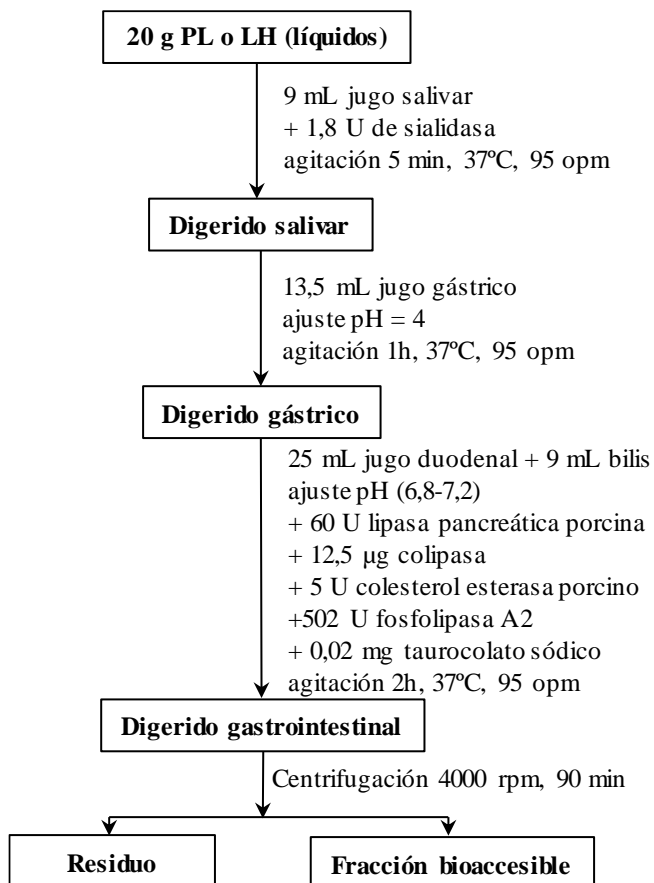 20 g PL o LH (líquidos)
9 mL jugo salivar
+ 1,8 U de sialidasa
agitación 5 min, 37ºC, 95 opm
Digerido salivar
13,5 mL jugo gástrico
ajuste pH = 4
agitación 1h, 37ºC, 95 opm
Digerido gástrico
25 mL jugo duodenal + 9 mL bilis
ajuste pH (6,8-7,2)
+ 60 U lipasa pancreática porcina
+ 12,5 µg colipasa
+ 5 U colesterol esterasa porcino
+502 U fosfolipasa A2
+ 0,02 mg taurocolato sódico
agitación 2h, 37ºC, 95 opm
Digerido gastrointestinal
Centrifugación 4000 rpm, 90 min
Residuo
Fracción bioaccesible